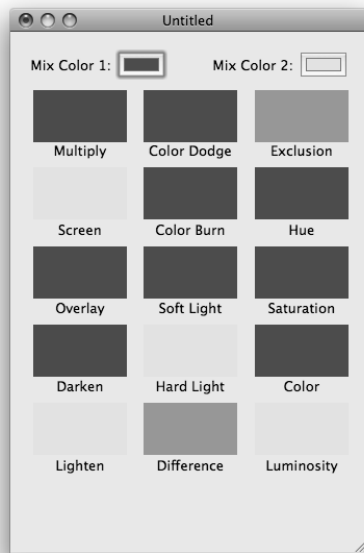 Untitled
Mix Color 1: Mix Color 2:
Multiply Color Dodge Exclusion
Screen Color Burn Hue
Overlay Soft Light Saturation
Darken Hard Light Color
Lighten Difference Luminosity